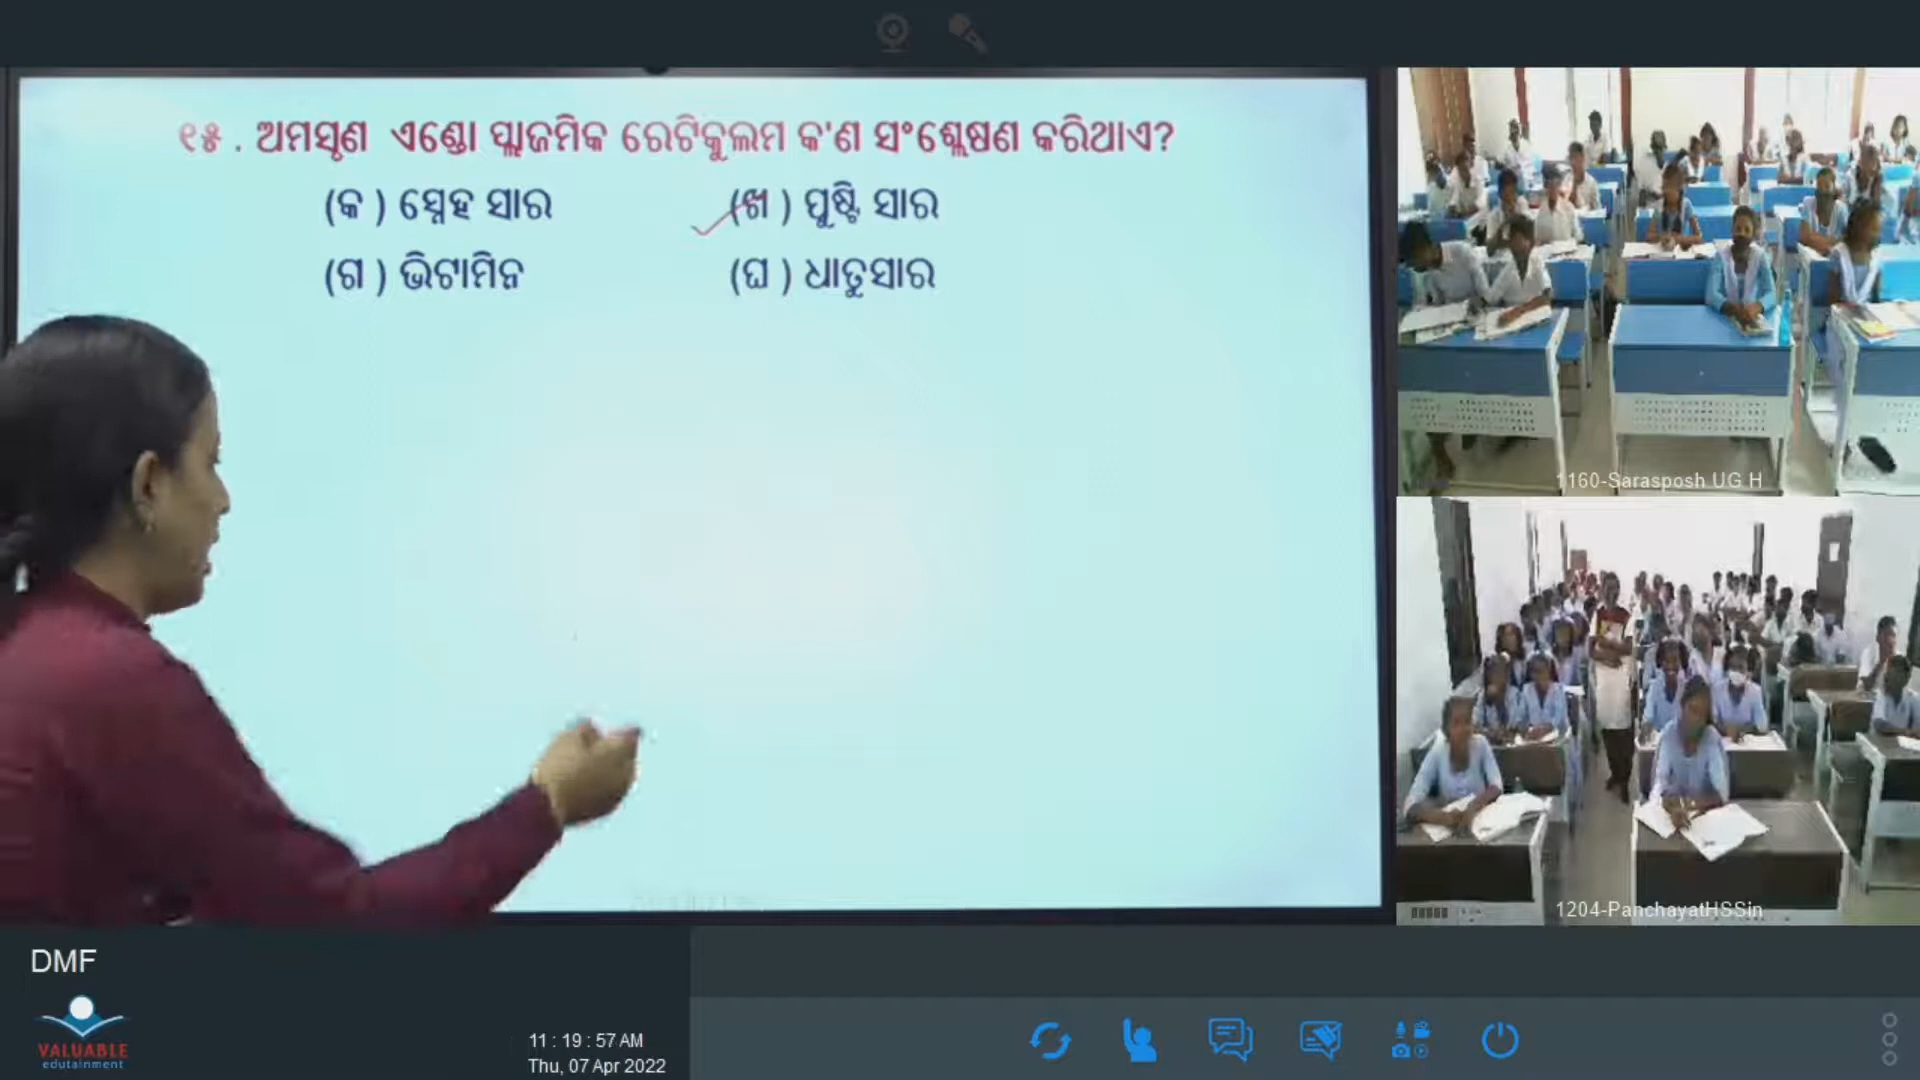 ୧୫ . ଅମସୃଣ ଏଣ୍ଡୋ ପ୍ଲାଜମିକ ରେଟିକୁଲମ କ'ଣ ସଂଶ୍ଲେଷଣ କରିଥାଏ?
(କ ) ସ୍ନେହ ସାର (ଖ ) ପୁଷ୍ଟି ସାର
(ଗ ) ଭିଟାମିନ (ଘ ) ଧାତୁସାର
1160-Sarasposh UG H
1204-PanchayatHSSin
DMF
VALUABLE
edutainment
11 : 19 : 57 AM
Thu, 07 Apr 2022